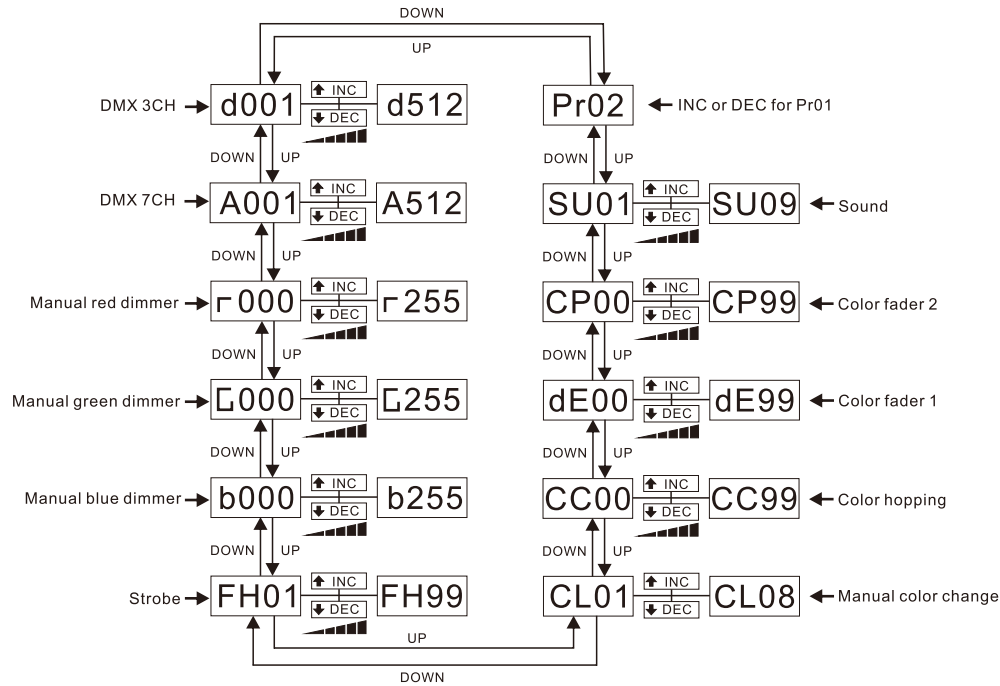 DOWN
UP
DMX 3CH
d001
INC
DEC
d512
Pr02
INC or DEC for Pr01
DOWN
UP
DOWN
UP
DMX 7CH
A001
INC
DEC
A512
SU01
INC
DEC
SU09
Sound
DOWN
UP
DOWN
UP
Manual red dimmer
r000
INC
DEC
r255
CP00
INC
DEC
CP99
Color fader 2
DOWN
UP
DOWN
UP
Manual green dimmer
G000
INC
DEC
G255
dE00
INC
DEC
dE99
Color fader 1
DOWN
UP
DOWN
UP
Manual blue dimmer
b000
INC
DEC
b255
CC00
INC
DEC
CC99
Color hopping
DOWN
UP
DOWN
UP
Strobe
FH01
INC
DEC
FH99
CL01
INC
DEC
CL08
Manual color change
UP
DOWN